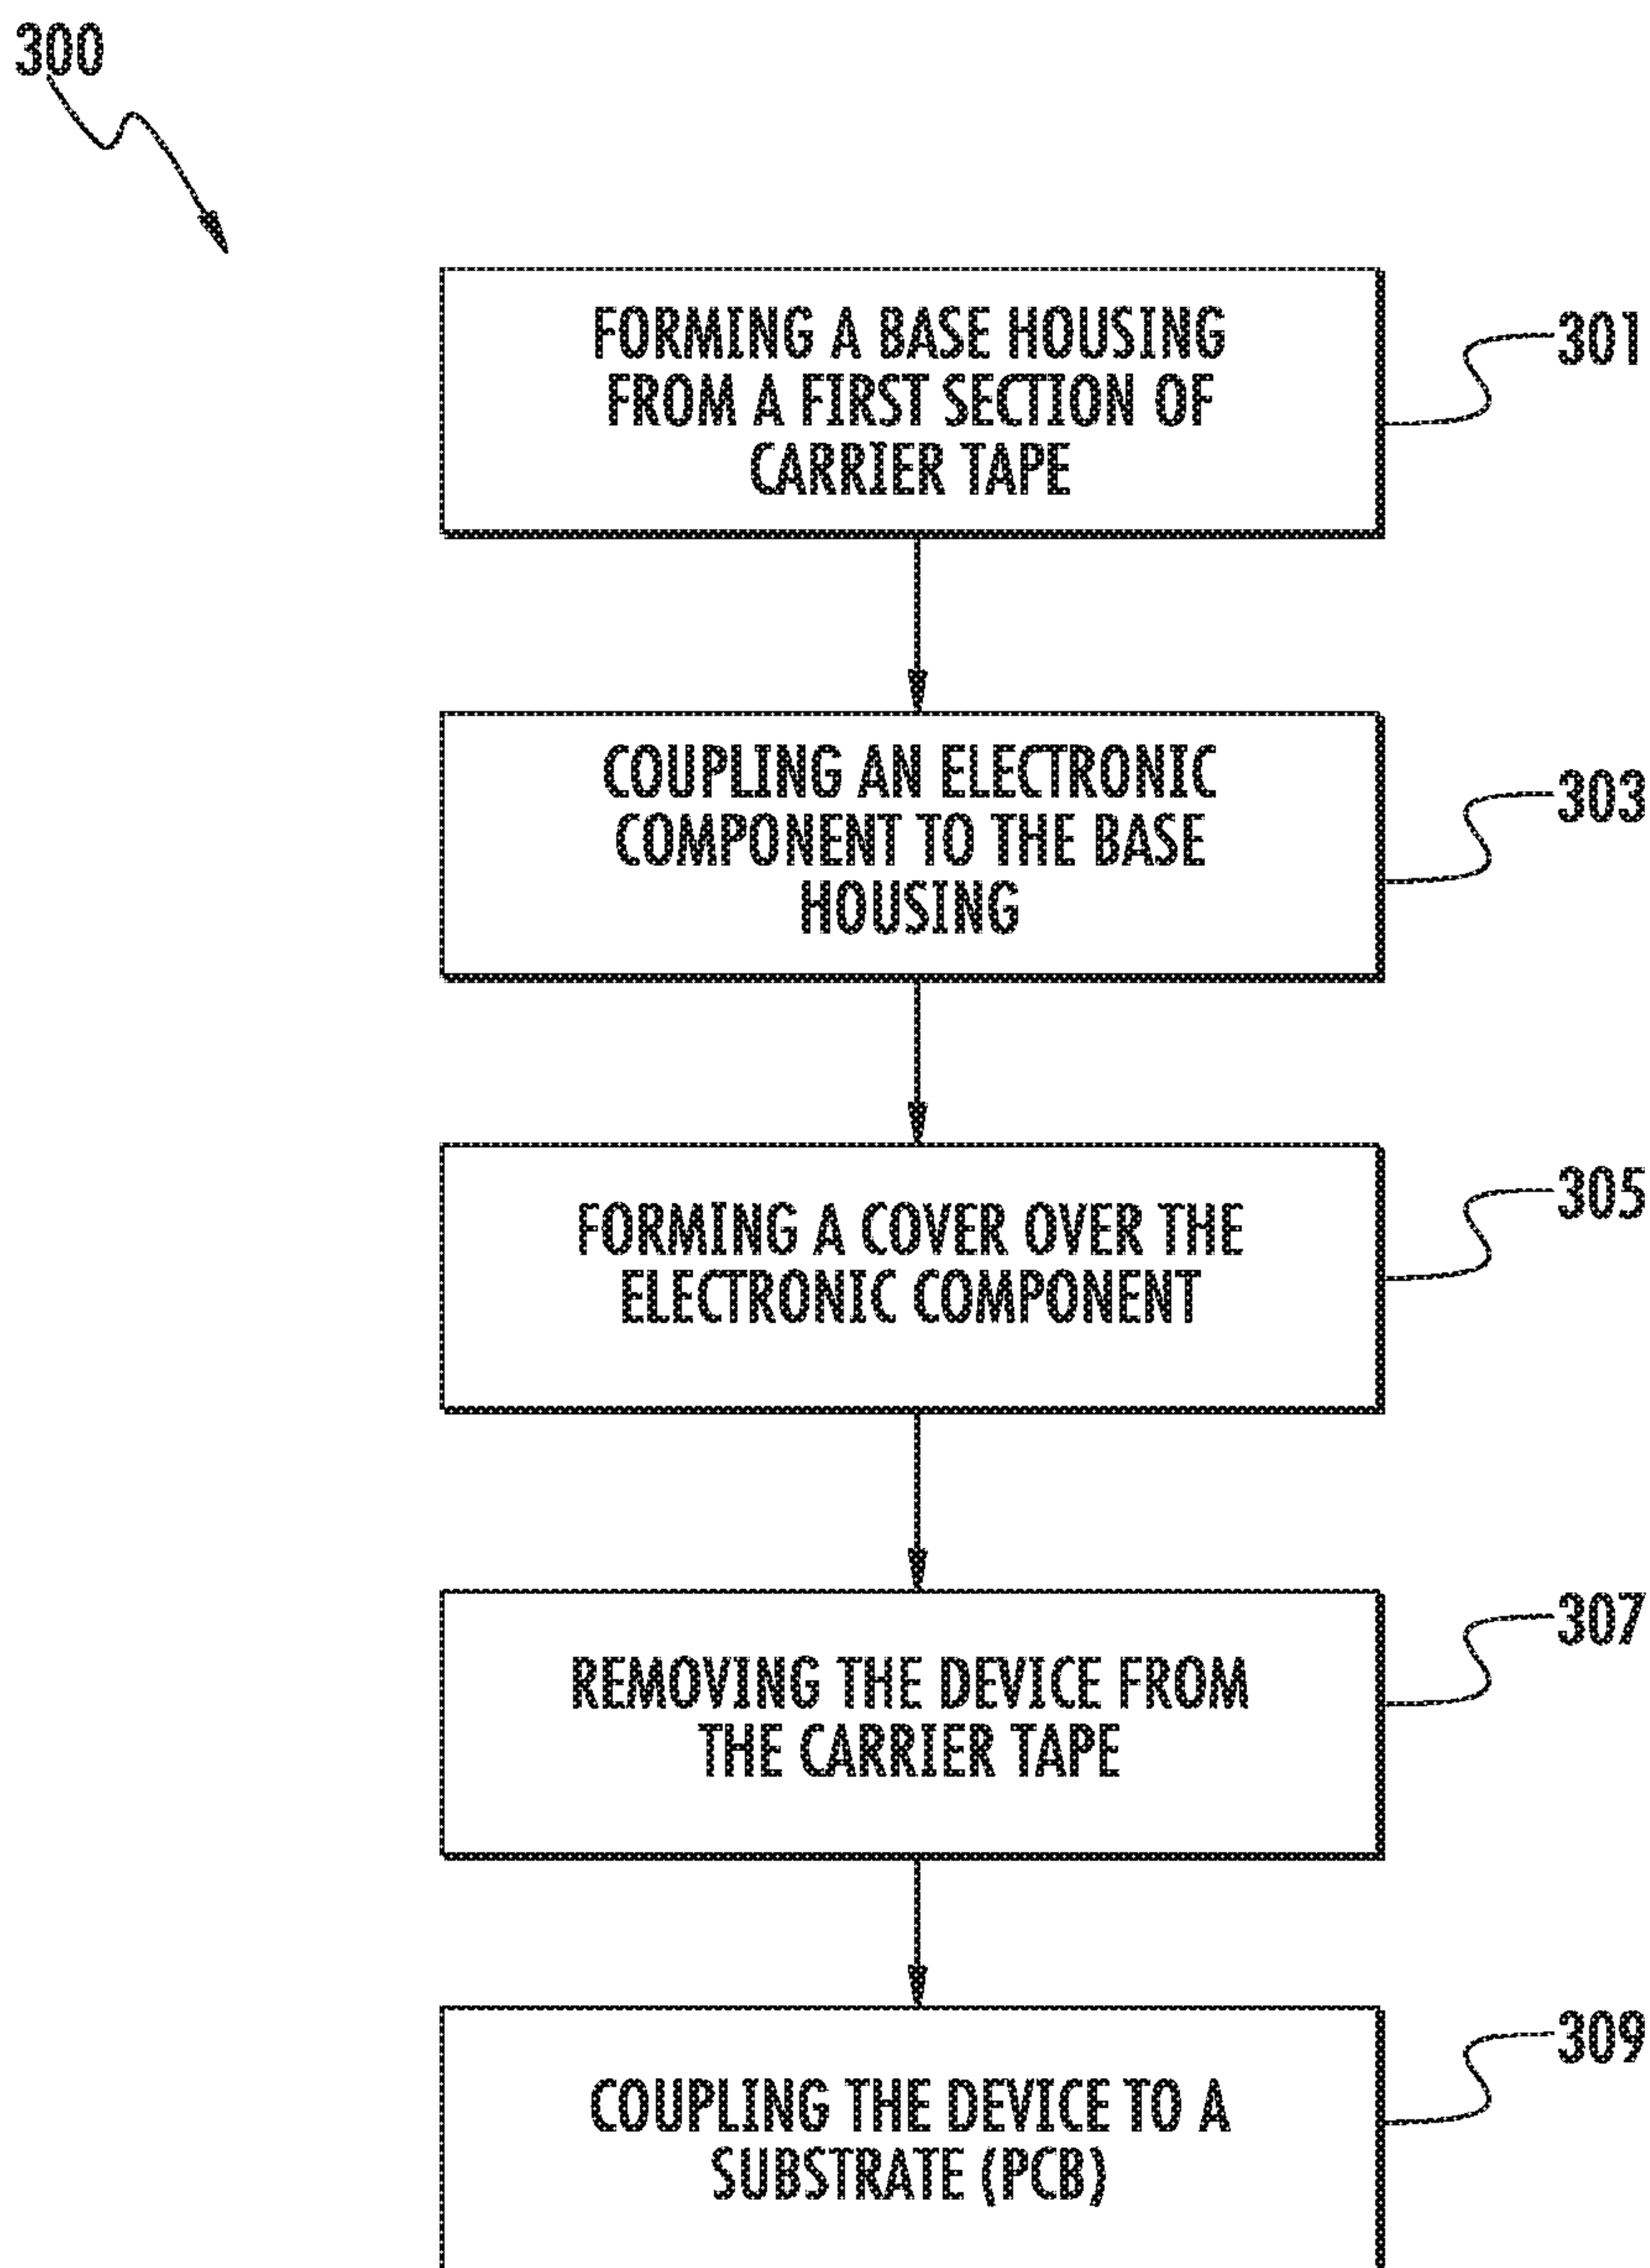 300
FORMING A BASE HOUSING
FROM A FIRST SECTION OF
CARRIER TAPE
301
COUPLING AN ELECTRONIC
COMPONENT TO THE BASE
HOUSING
303
FORMING A COVER OVER THE
ELECTRONIC COMPONENT
305
REMOVING THE DEVICE FROM
THE CARRIER TAPE
307
COUPLING THE DEVICE TO A
SUBSTRATE (PCB)
309